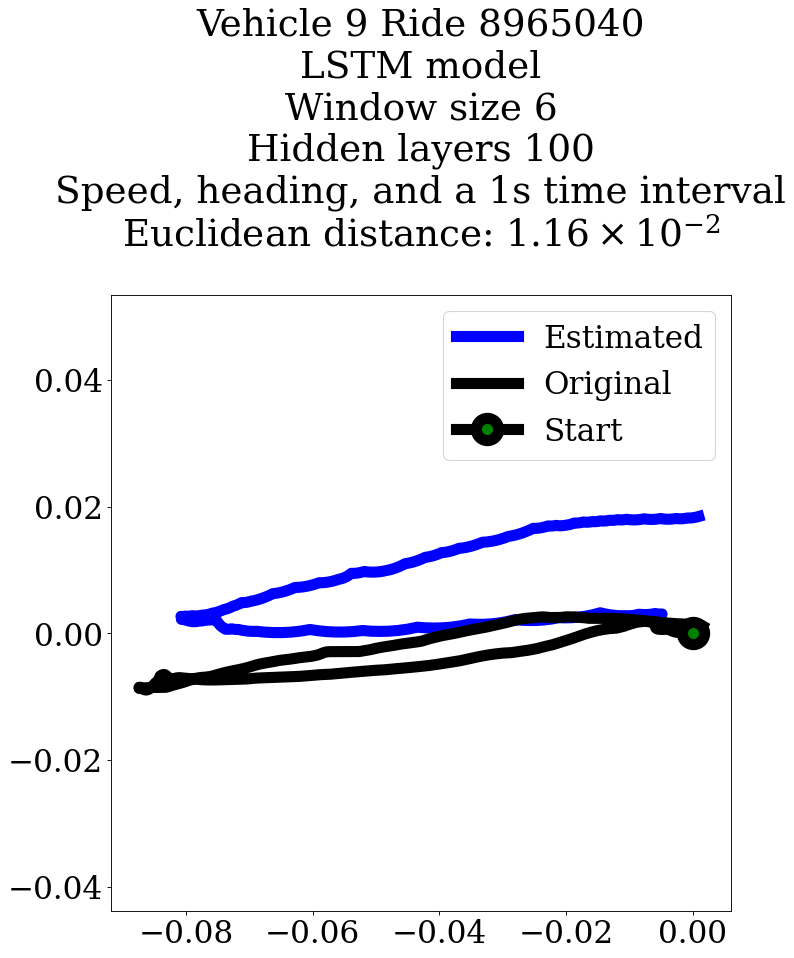 Vehicle 9 Ride 8965040
LSTM model
Window size 6
Hidden layers 100
Speed, heading, and a 1s time interval
Euclidean distance: 1.16 × 10⁻²
Estimated
Original
Start
0.04
0.02
0.00
−0.02
−0.04
−0.08 −0.06 −0.04 −0.02 0.00